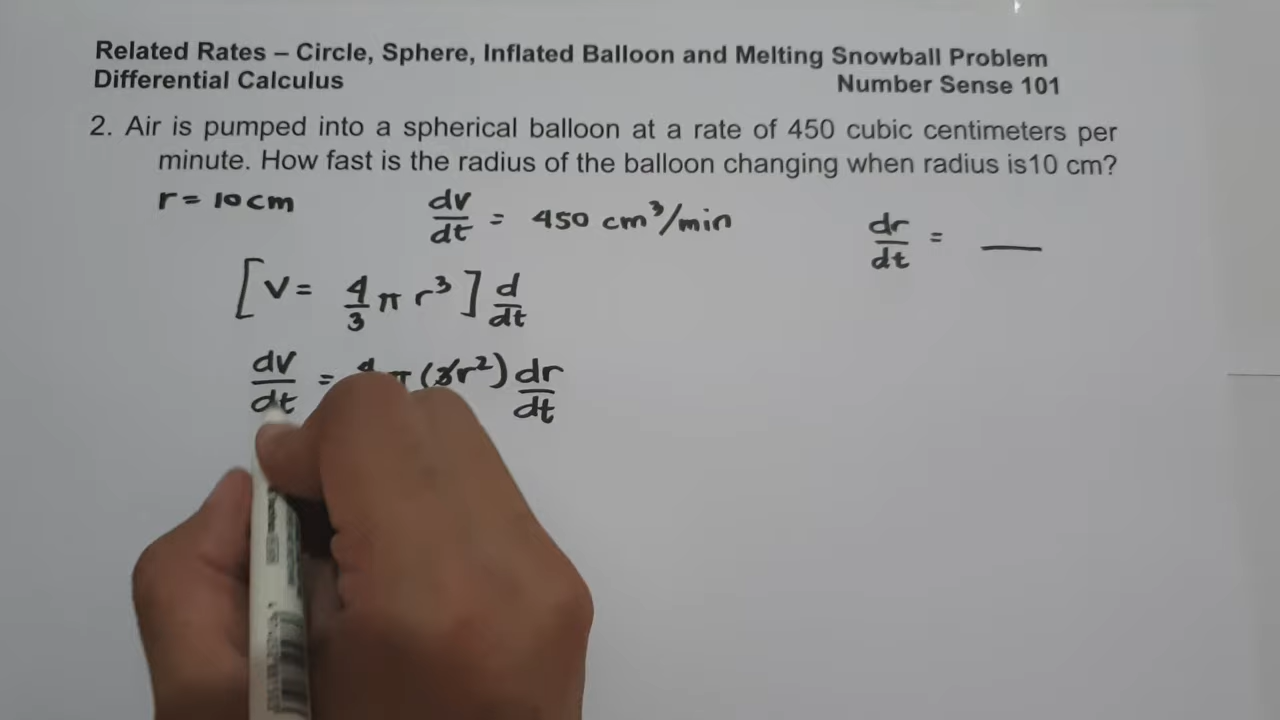 Related Rates – Circle, Sphere, Inflated Balloon and Melting Snowball Problem
Differential Calculus Number Sense 101
2. Air is pumped into a spherical balloon at a rate of 450 cubic centimeters per
minute. How fast is the radius of the balloon changing when radius is10 cm?
r = 10cm dv/dt = 450 cm³/min dr/dt = __
[V = 4/3 π r³] d/dt
dv/dt = 4 π (3r²) dr/dt